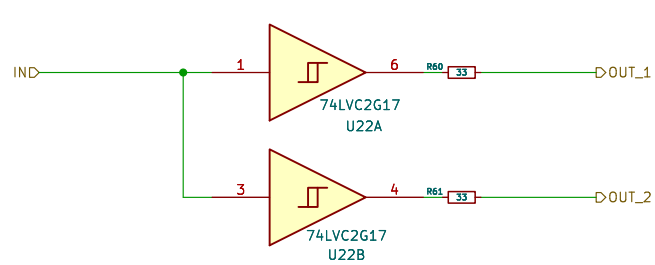 IN
1
6
R60
33
OUT_1
74LVC2G17
U22A
3
4
R61
33
OUT_2
74LVC2G17
U22B